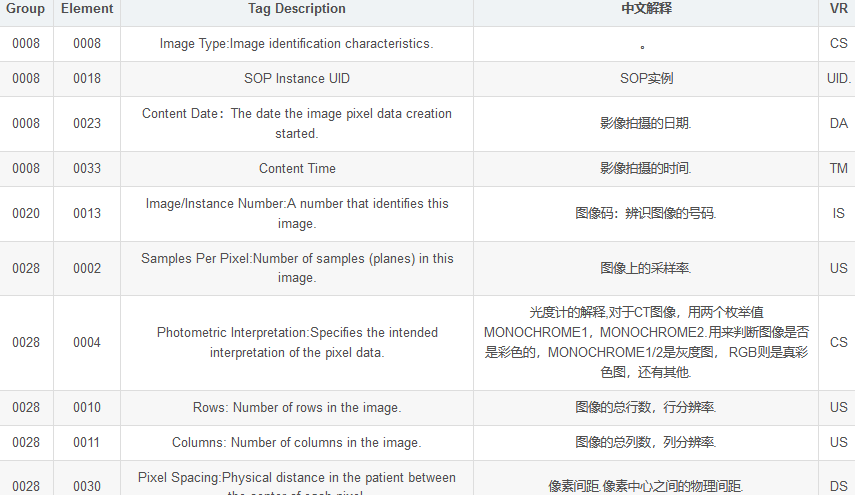 Group Element Tag Description 中文解释 VR
0008 0008 Image Type:Image identification characteristics. 。 CS
0008 0018 SOP Instance UID SOP实例 UID.
0008 0023 Content Date：The date the image pixel data creation
started. 影像拍摄的日期. DA
0008 0033 Content Time 影像拍摄的时间. TM
0020 0013 Image/Instance Number:A number that identifies this
image. 图像码：辨识图像的号码. IS
0028 0002 Samples Per Pixel:Number of samples (planes) in this
image. 图像上的采样率. US
0028 0004 Photometric Interpretation:Specifies the intended
interpretation of the pixel data. 光度计的解释,对于CT图像，用两个枚举值
MONOCHROME1，MONOCHROME2.用来判断图像是否
是彩色的，MONOCHROME1/2是灰度图， RGB则是真彩
色图，还有其他. CS
0028 0010 Rows: Number of rows in the image. 图像的总行数，行分辨率. US
0028 0011 Columns: Number of columns in the image. 图像的总列数，列分辨率. US
0028 0030 Pixel Spacing:Physical distance in the patient between
the center of each pixel. 像素间距.像素中心之间的物理间距. DS